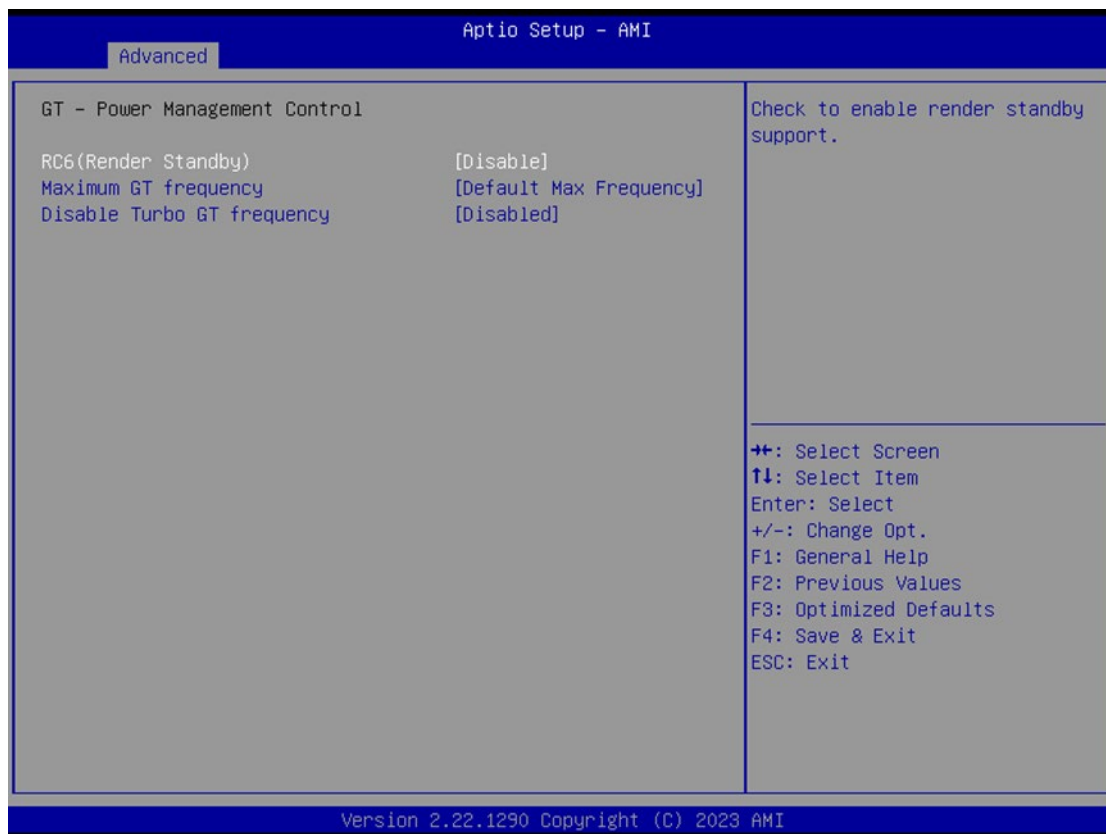 Aptio Setup – AMI
Advanced
GT – Power Management Control
RC6(Render Standby) [Disable]
Maximum GT frequency [Default Max Frequency]
Disable Turbo GT frequency [Disabled]
Check to enable render standby
support.
→←: Select Screen
↑↓: Select Item
Enter: Select
+/-: Change Opt.
F1: General Help
F2: Previous Values
F3: Optimized Defaults
F4: Save & Exit
ESC: Exit
Version 2.22.1290 Copyright (C) 2023 AMI